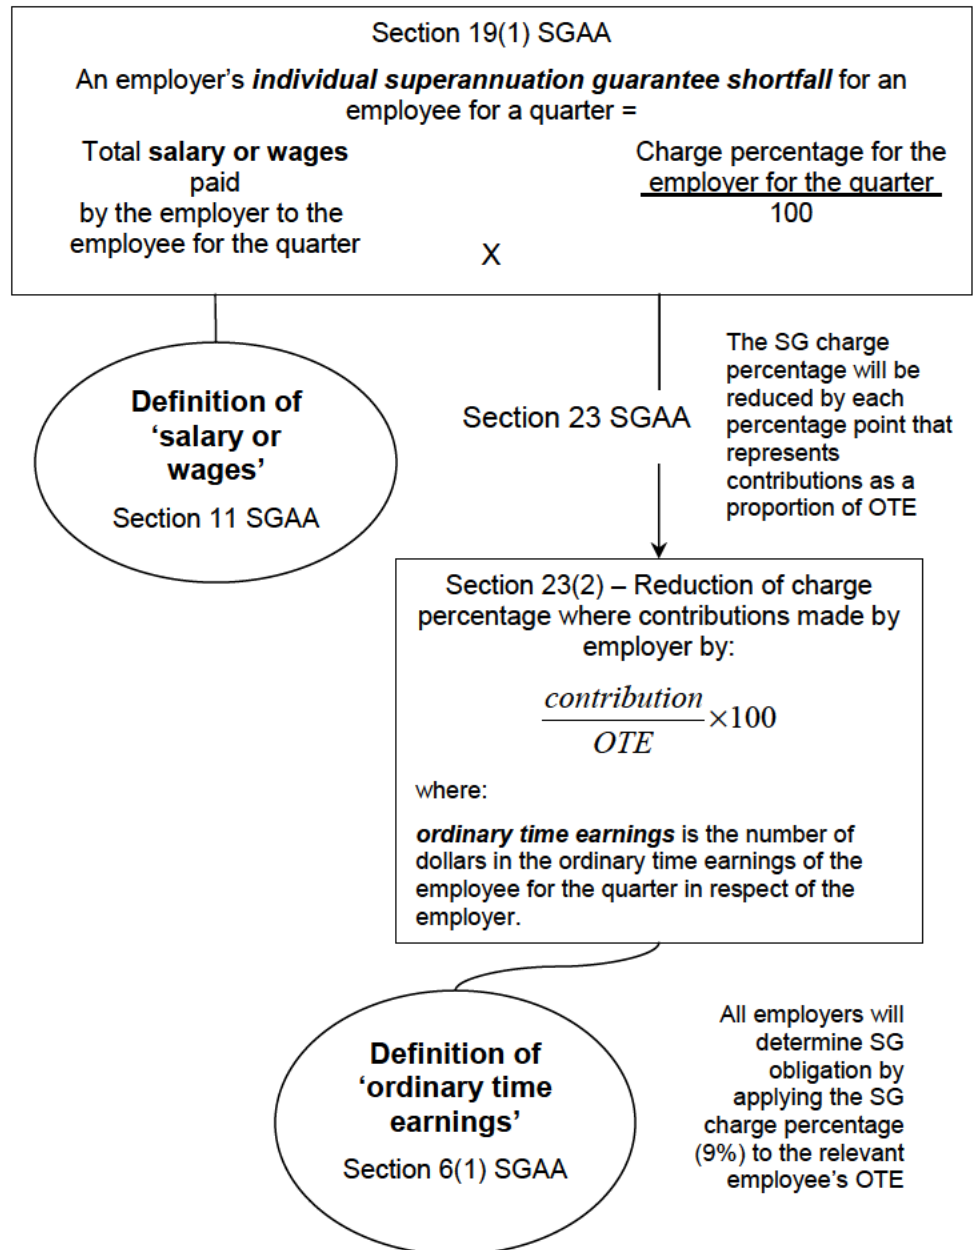 Section 19(1) SGAA
An employer's individual superannuation guarantee shortfall for an
employee for a quarter =
Total salary or wages
paid
by the employer to the
employee for the quarter
X
Charge percentage for the
employer for the quarter
100
Definition of
'salary or
wages'
Section 11 SGAA
Section 23 SGAA
The SG charge
percentage will be
reduced by each
percentage point that
represents
contributions as a
proportion of OTE
Section 23(2) – Reduction of charge
percentage where contributions made by
employer by:
contribution
OTE
×100
where:
ordinary time earnings is the number of
dollars in the ordinary time earnings of the
employee for the quarter in respect of the
employer.
Definition of
'ordinary time
earnings'
Section 6(1) SGAA
All employers will
determine SG
obligation by
applying the SG
charge percentage
(9%) to the relevant
employee's OTE